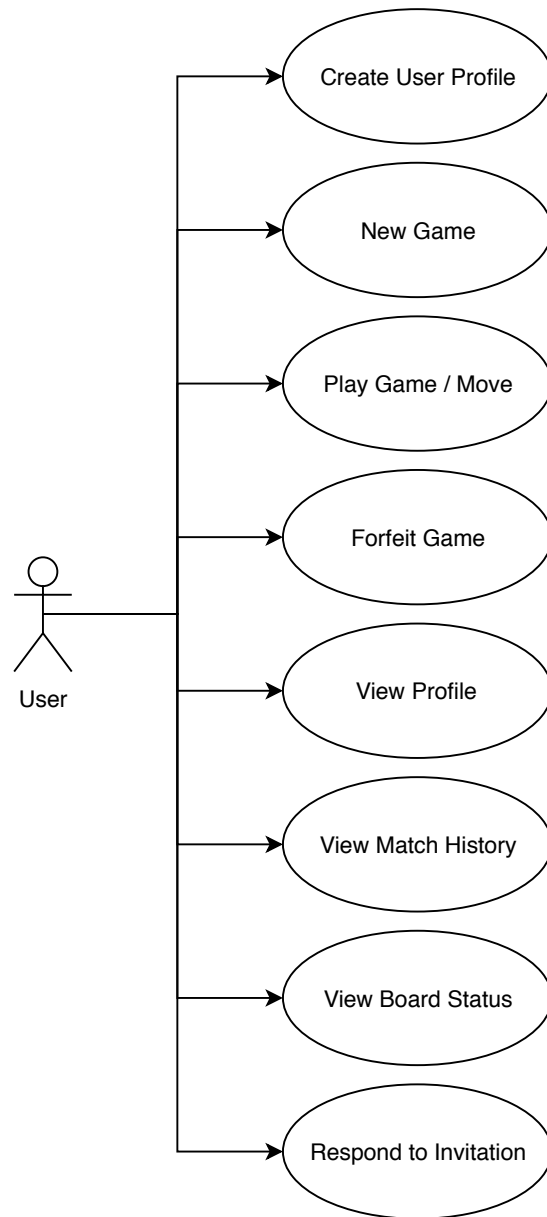 Create User Profile
New Game
Play Game / Move
Forfeit Game
User
View Profile
View Match History
View Board Status
Respond to Invitation